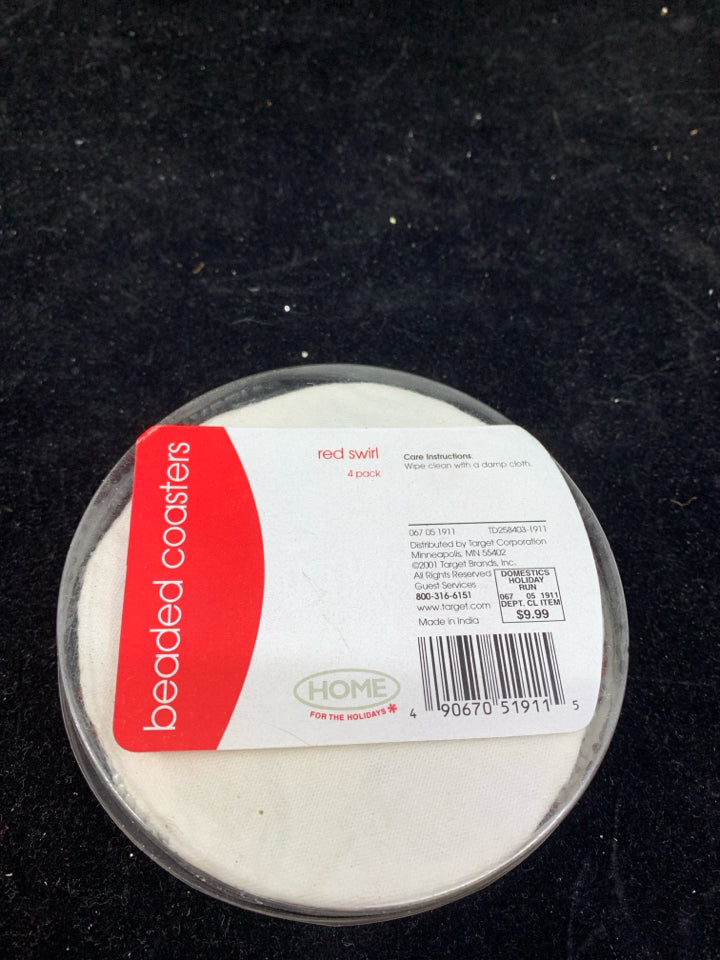 beaded coasters
red swirl
4 pack
Care Instructions:
Wipe clean with a damp cloth.
067 05 1911 TD258403-1911
Distributed by Target Corporation
Minneapolis, MN 55402
©2001 Target Brands, Inc.
All Rights Reserved
Guest Services
800-316-6151
www.target.com
Made in India
DOMESTICS
HOLIDAY
RUN
067 05 1911
DEPT. CL ITEM
$9.99
HOME
FOR THE HOLIDAYS*
4 90670 51911 5